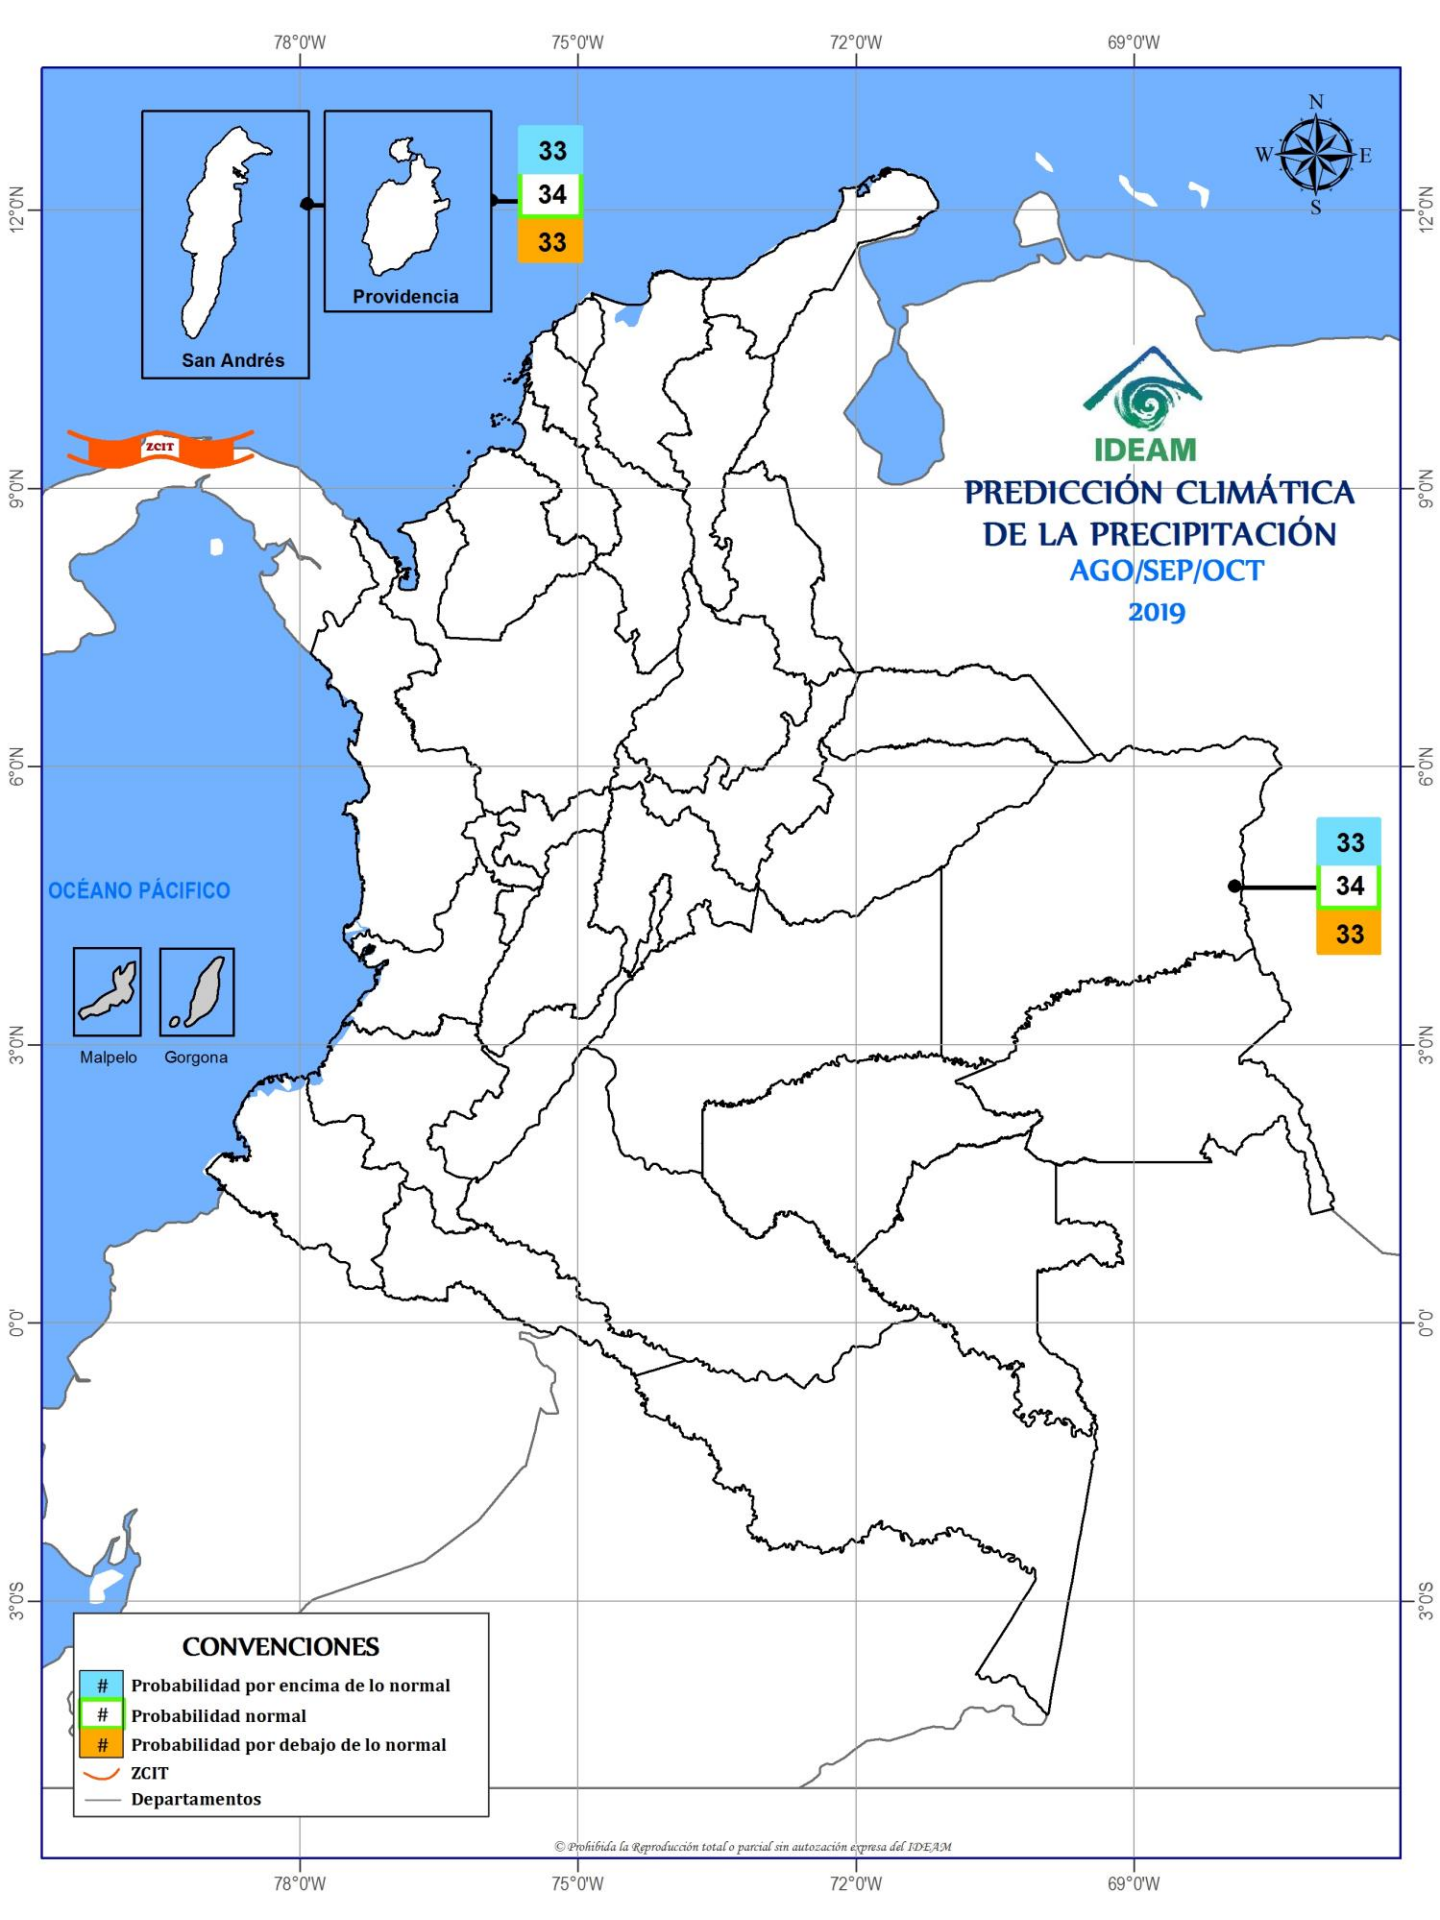 78°0'W 75°0'W 72°0'W 69°0'W
N
W E
S
33
34
33
12°0'N
12°0'N
Providencia
San Andrés
ZCIT
IDEAM
9°0'N
9°0'N
PREDICCIÓN CLIMÁTICA
DE LA PRECIPITACIÓN
AGO/SEP/OCT
2019
6°0'N
6°0'N
33
34
33
OCÉANO PÁCIFICO
Malpelo Gorgona
3°0'N
3°0'N
0°0'
0°0'
3°0'S
3°0'S
CONVENCIONES
# Probabilidad por encima de lo normal
# Probabilidad normal
# Probabilidad por debajo de lo normal
ZCIT
Departamentos
© Prohibida la Reproducción total o parcial sin autozación expresa del IDEAM
78°0'W 75°0'W 72°0'W 69°0'W